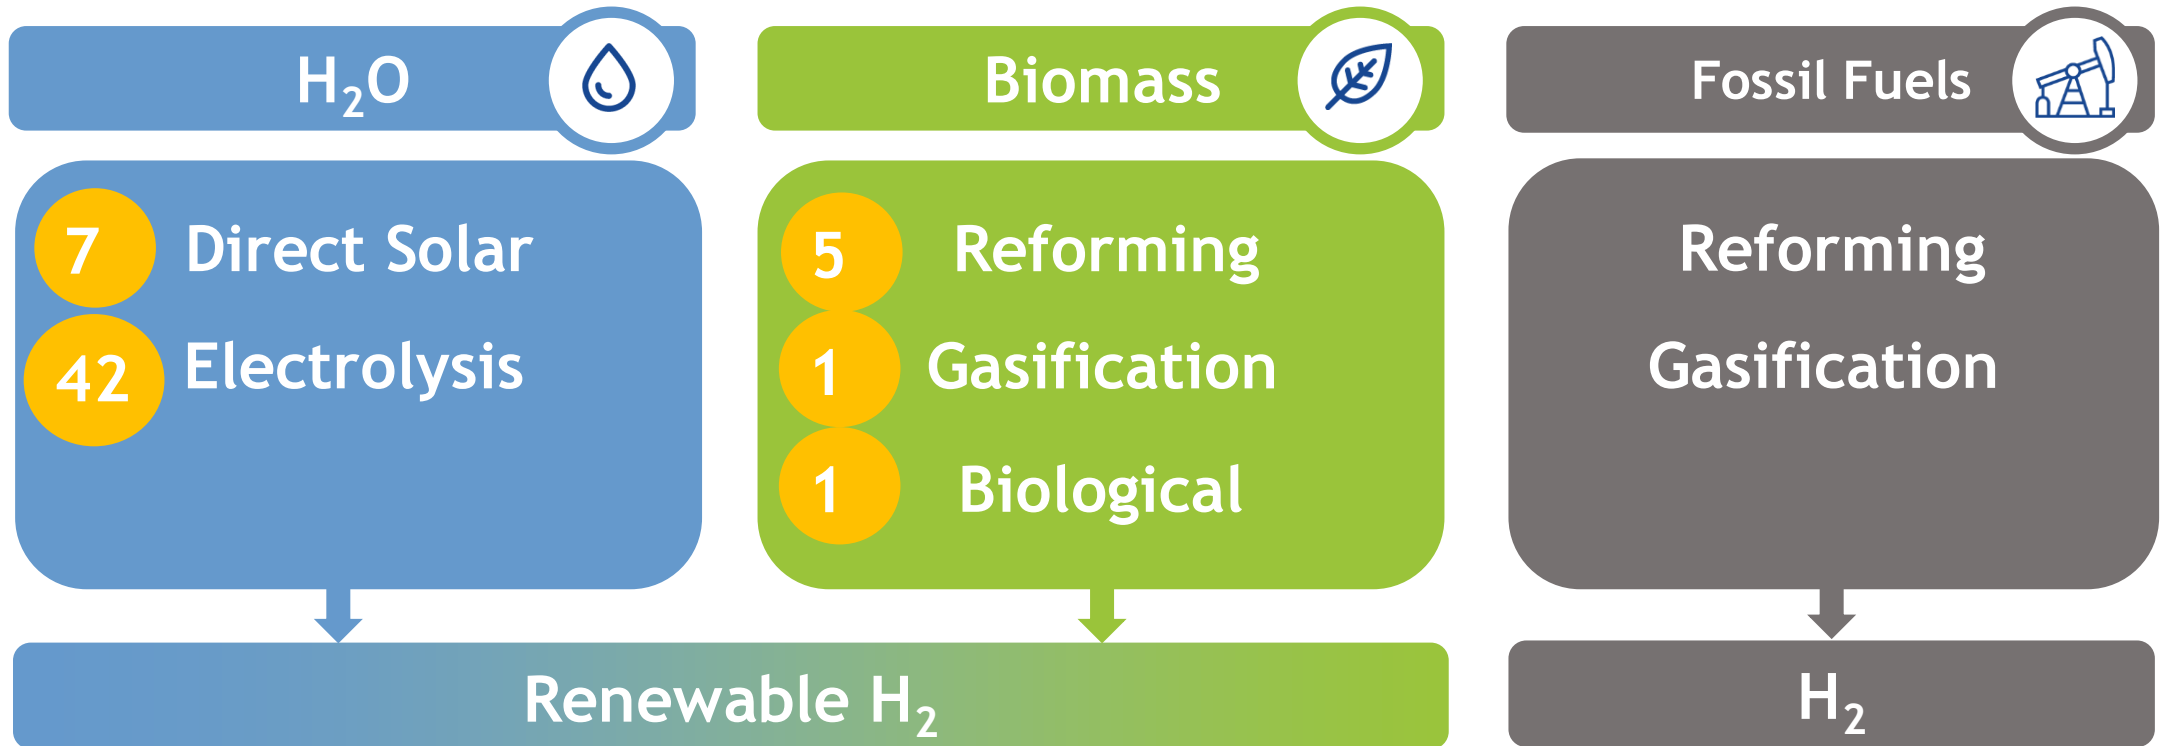 H₂O
7 Direct Solar
42 Electrolysis
Biomass
5 Reforming
1 Gasification
1 Biological
Renewable H₂
Fossil Fuels
Reforming
Gasification
H₂